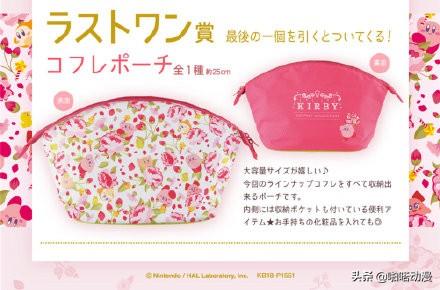 ラストワン賞 最後の一個を引くとついてくる!
コフレポーチ 全1種 約25cm
表面
裏面
KIRBY
大容量サイズが嬉しい♪
今回のラインナップコフレをすべて収納出
来るポーチです。
内側には収納ポケットも付いている便利ア
イテム★お手持ちの化粧品を入れても◎
© Nintendo / HAL Laboratory, Inc. KB18-P1551
头条 @嘚嗒动漫